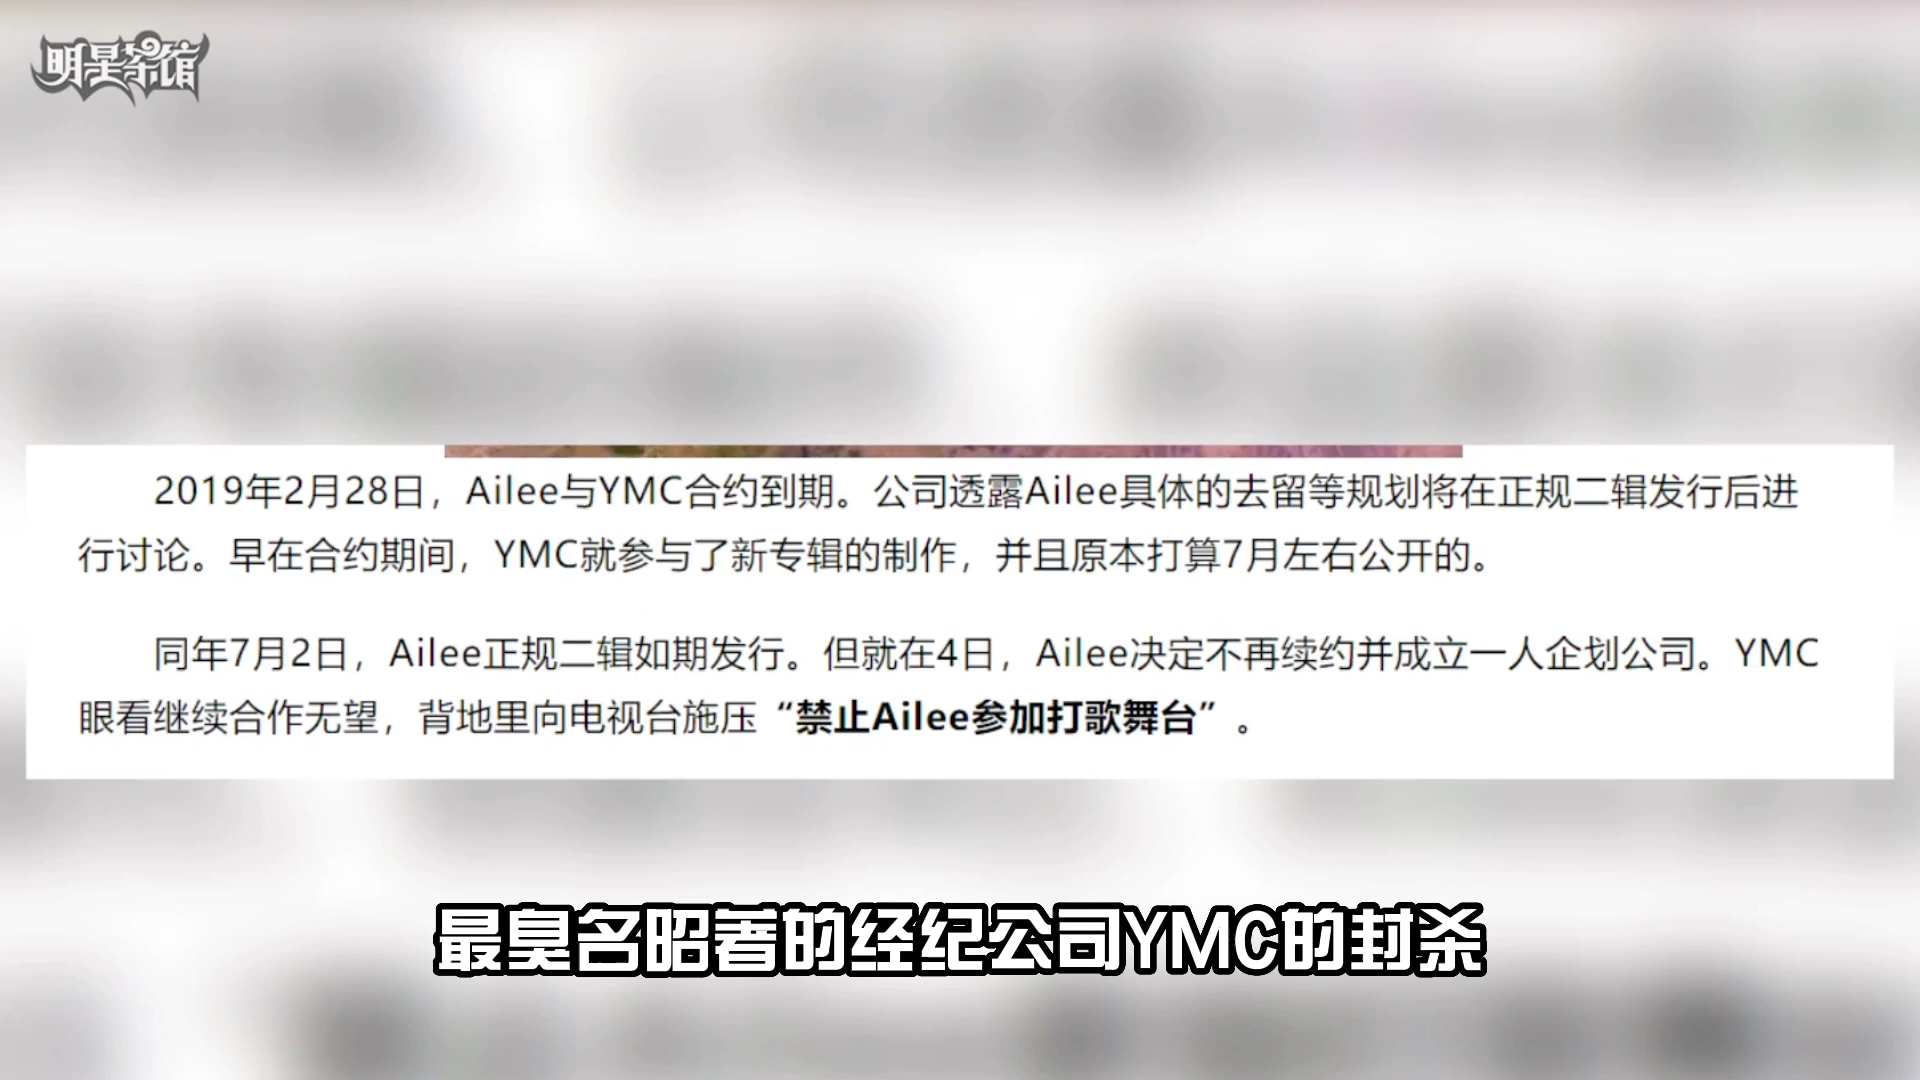 明星茶馆
2019年2月28日，Ailee与YMC合约到期。公司透露Ailee具体的去留等规划将在正规二辑发行后进
行讨论。早在合约期间，YMC就参与了新专辑的制作，并且原本打算7月左右公开的。
同年7月2日，Ailee正规二辑如期发行。但就在4日，Ailee决定不再续约并成立一人企划公司。YMC
眼看继续合作无望，背地里向电视台施压“禁止Ailee参加打歌舞台”。
最臭名昭著的经纪公司YMC的封杀